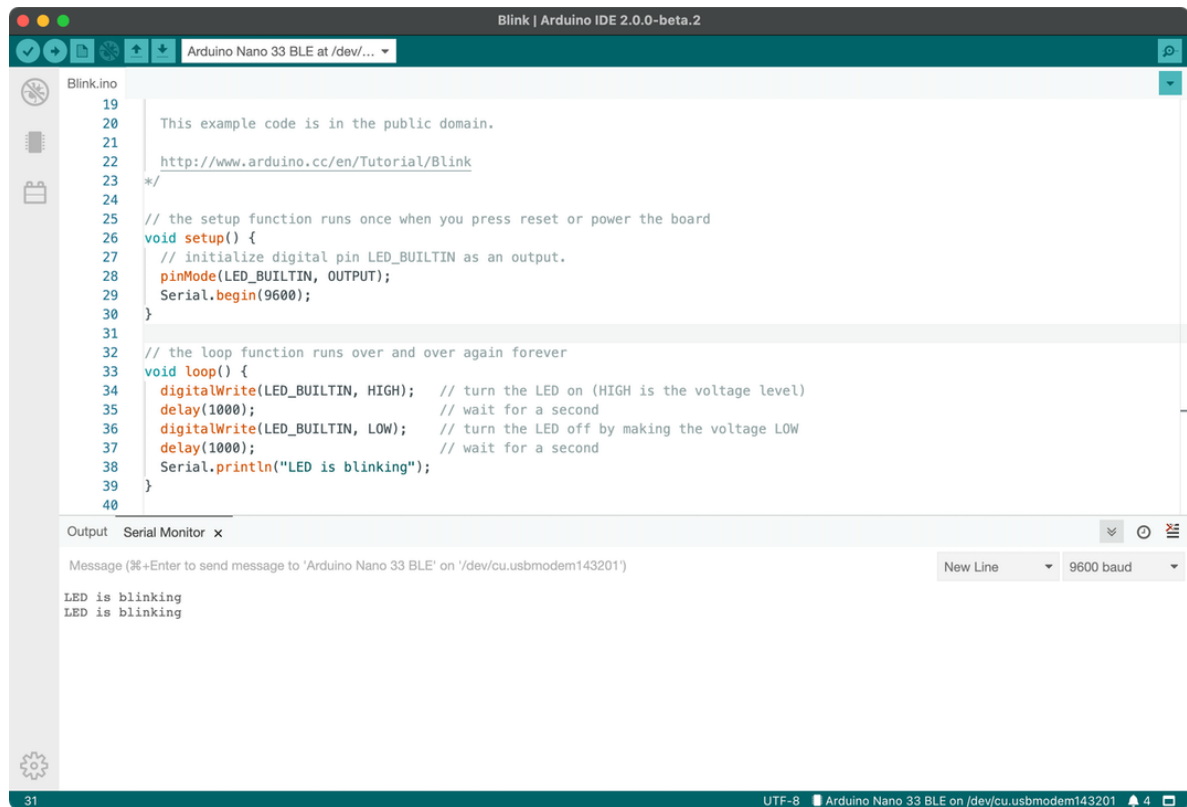 Blink | Arduino IDE 2.0.0-beta.2
Arduino Nano 33 BLE at /dev/...
Blink.ino
19
20 This example code is in the public domain.
21
22 http://www.arduino.cc/en/Tutorial/Blink
23 */
24
25 // the setup function runs once when you press reset or power the board
26 void setup() {
27 // initialize digital pin LED_BUILTIN as an output.
28 pinMode(LED_BUILTIN, OUTPUT);
29 Serial.begin(9600);
30 }
31
32 // the loop function runs over and over again forever
33 void loop() {
34 digitalWrite(LED_BUILTIN, HIGH); // turn the LED on (HIGH is the voltage level)
35 delay(1000); // wait for a second
36 digitalWrite(LED_BUILTIN, LOW); // turn the LED off by making the voltage LOW
37 delay(1000); // wait for a second
38 Serial.println("LED is blinking");
39 }
40
Output Serial Monitor x
Message (⌘+Enter to send message to 'Arduino Nano 33 BLE' on '/dev/cu.usbmodem143201') New Line 9600 baud
LED is blinking
LED is blinking
31 UTF-8 Arduino Nano 33 BLE on /dev/cu.usbmodem143201 4